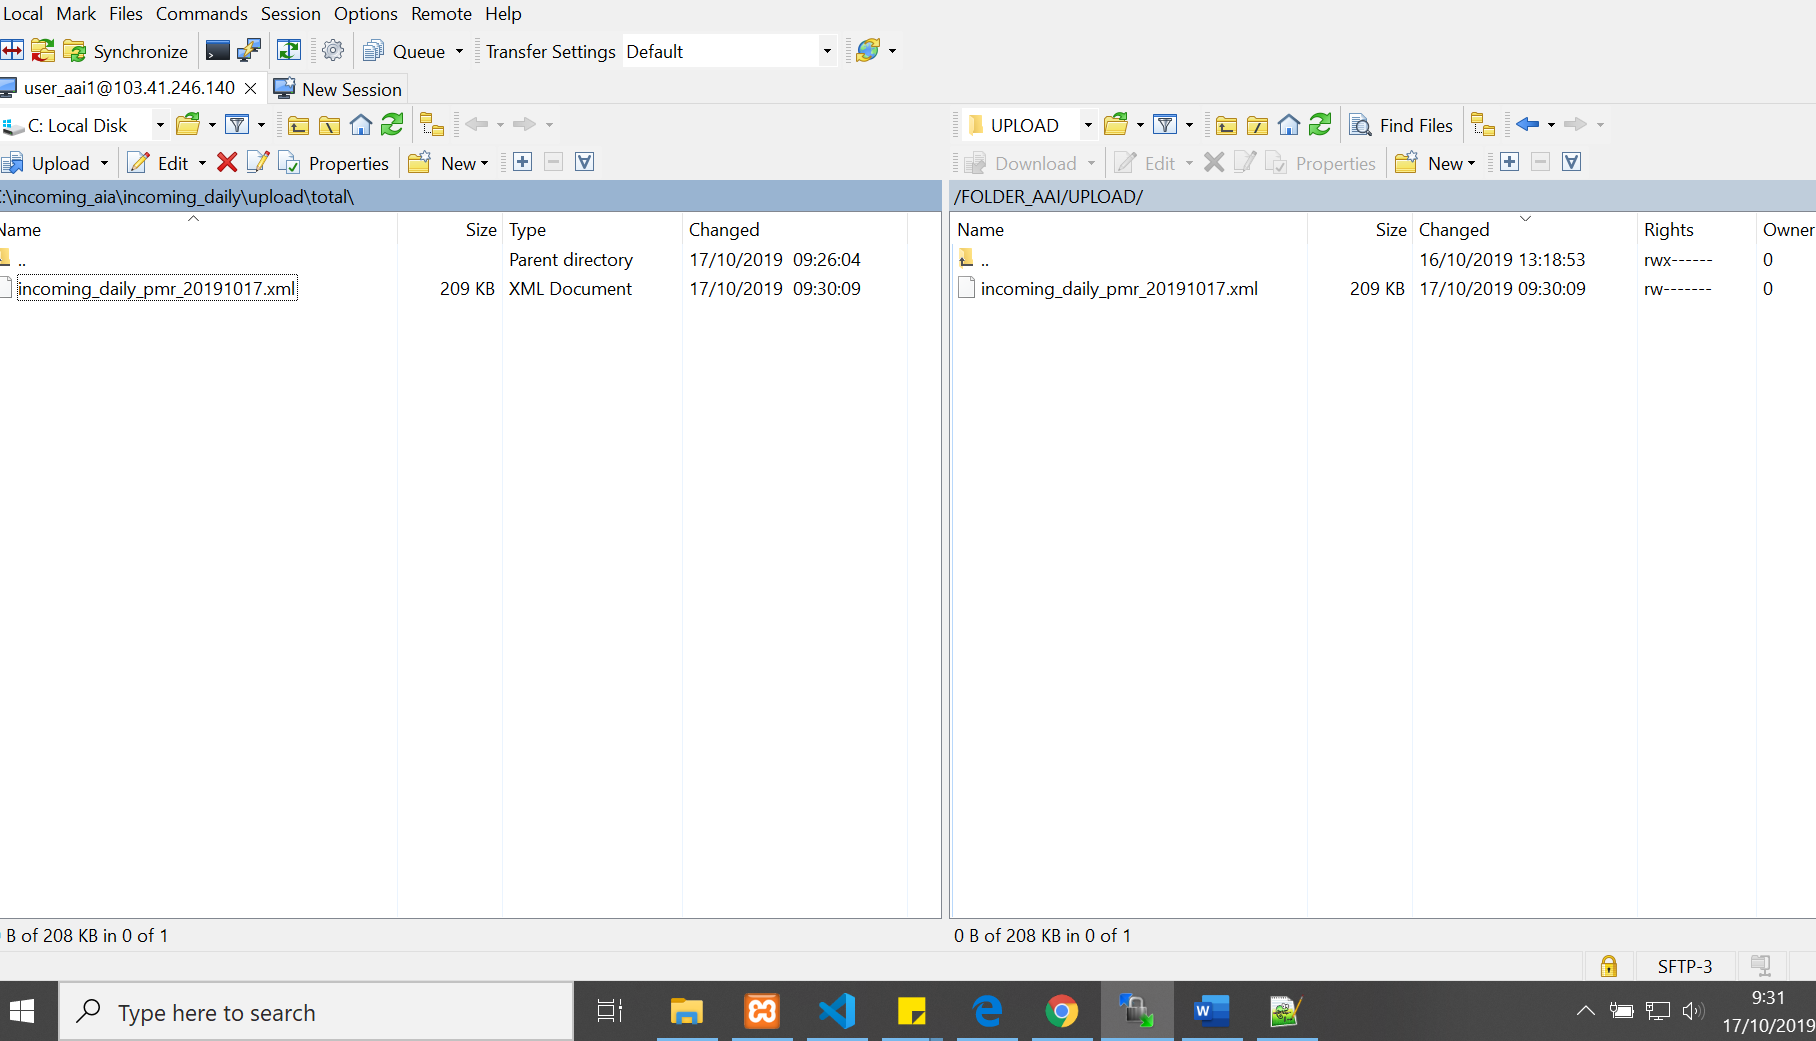 Local Mark Files Commands Session Options Remote Help
Synchronize Queue Transfer Settings Default
user_aai1@103.41.246.140 New Session
C: Local Disk
UPLOAD Find Files
Upload Edit Properties New
Download Edit Properties New
:\incoming_aia\incoming_daily\upload\total\
/FOLDER_AAI/UPLOAD/
Name Size Type Changed
.. Parent directory 17/10/2019 09:26:04
incoming_daily_pmr_20191017.xml 209 KB XML Document 17/10/2019 09:30:09
Name Size Changed Rights Owner
.. 16/10/2019 13:18:53 rwx------ 0
incoming_daily_pmr_20191017.xml 209 KB 17/10/2019 09:30:09 rw------- 0
B of 208 KB in 0 of 1
0 B of 208 KB in 0 of 1
SFTP-3
Type here to search
9:31
17/10/2019